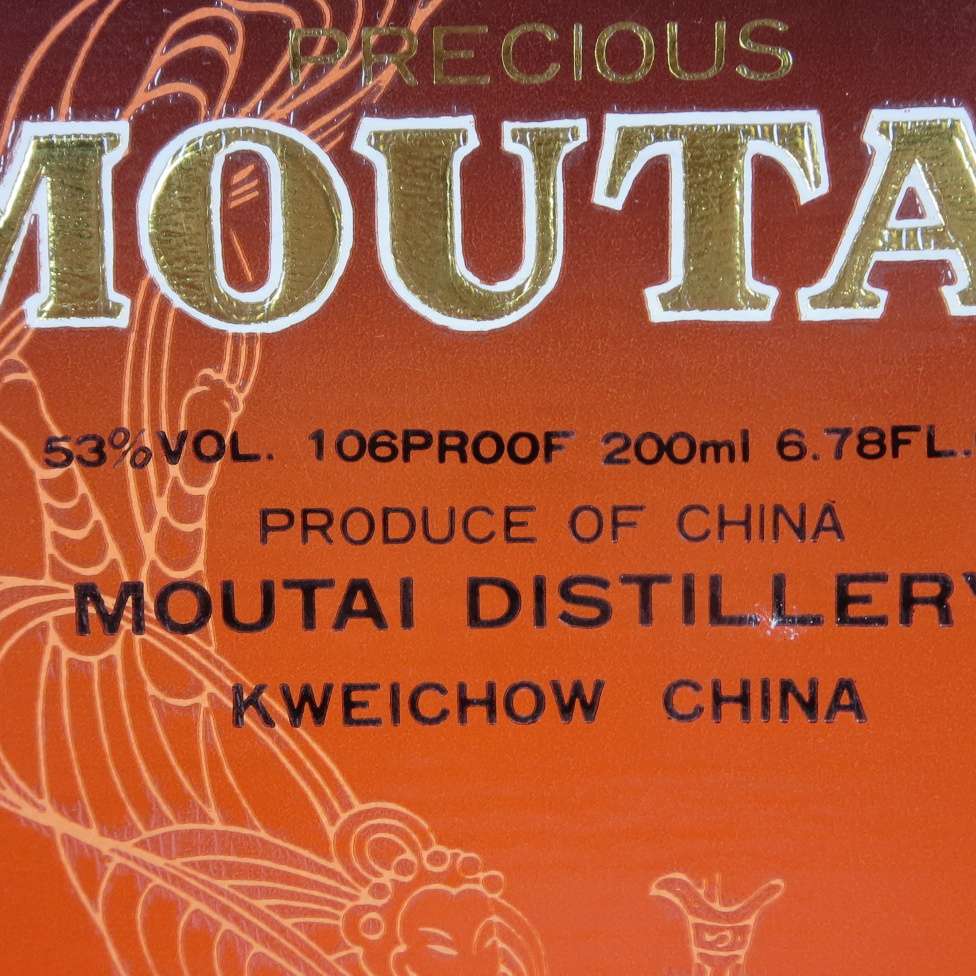 PRECIOUS
MOUTA
53%VOL. 106PROOF 200ml 6.78FL.
PRODUCE OF CHINA
MOUTAI DISTILLERY
KWEICHOW CHINA